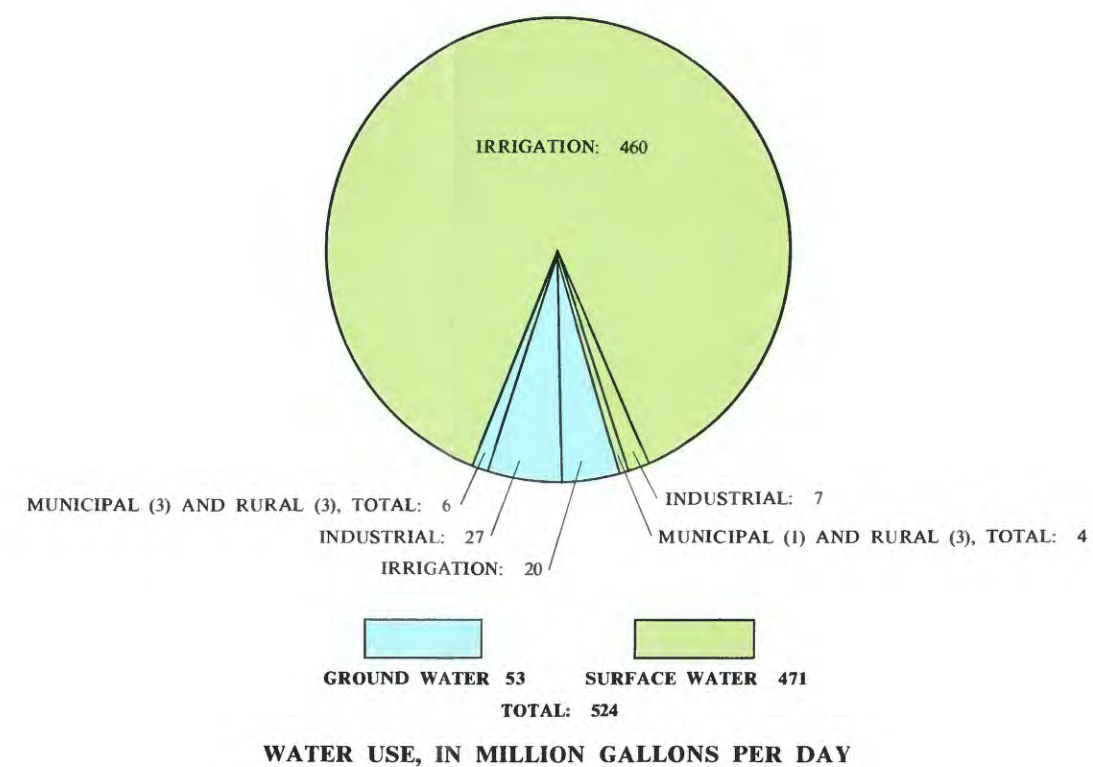 IRRIGATION: 460
MUNICIPAL (3) AND RURAL (3), TOTAL: 6
INDUSTRIAL: 27
IRRIGATION: 20
INDUSTRIAL: 7
MUNICIPAL (1) AND RURAL (3), TOTAL: 4
GROUND WATER 53
SURFACE WATER 471
TOTAL: 524
WATER USE, IN MILLION GALLONS PER DAY